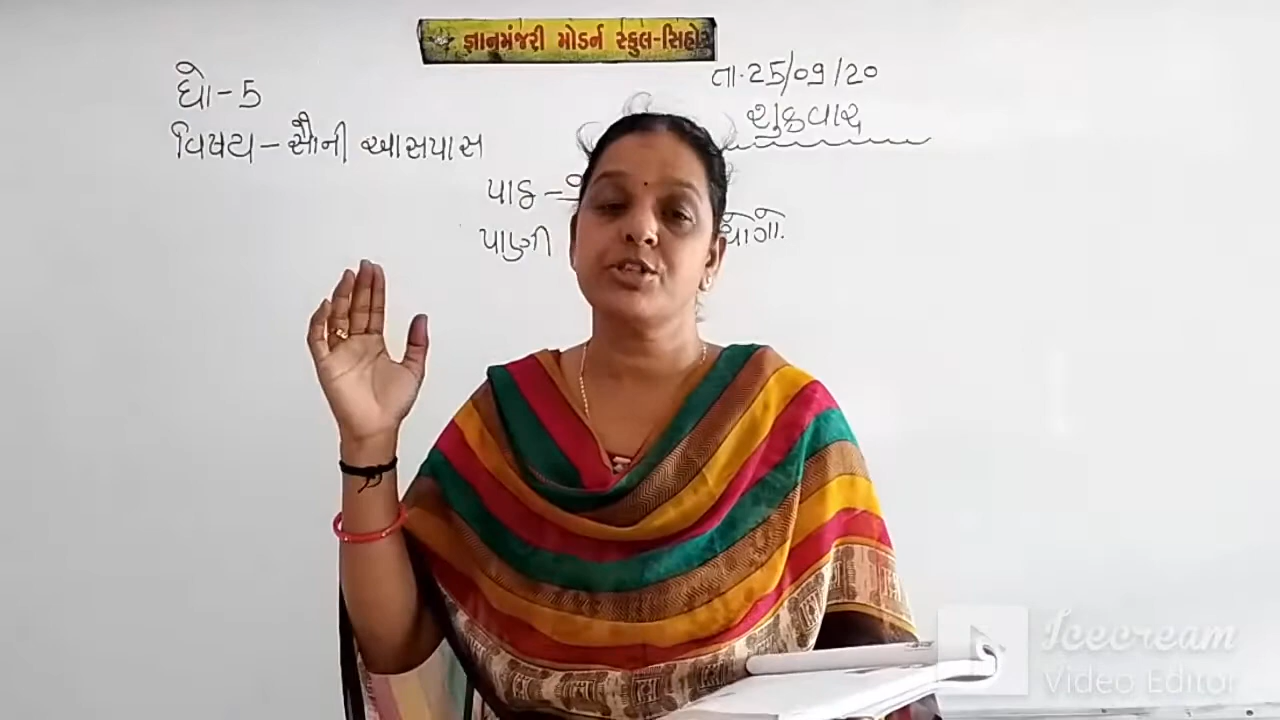 જ્ઞાનમંજરી મોડર્ન સ્કુલ-સિહોર
તા.25/09/20
ધો-5
શુક્રવાર
વિષય-સૌની આસપાસ
પાઠ-
પાણી
Icecream
Video Editor